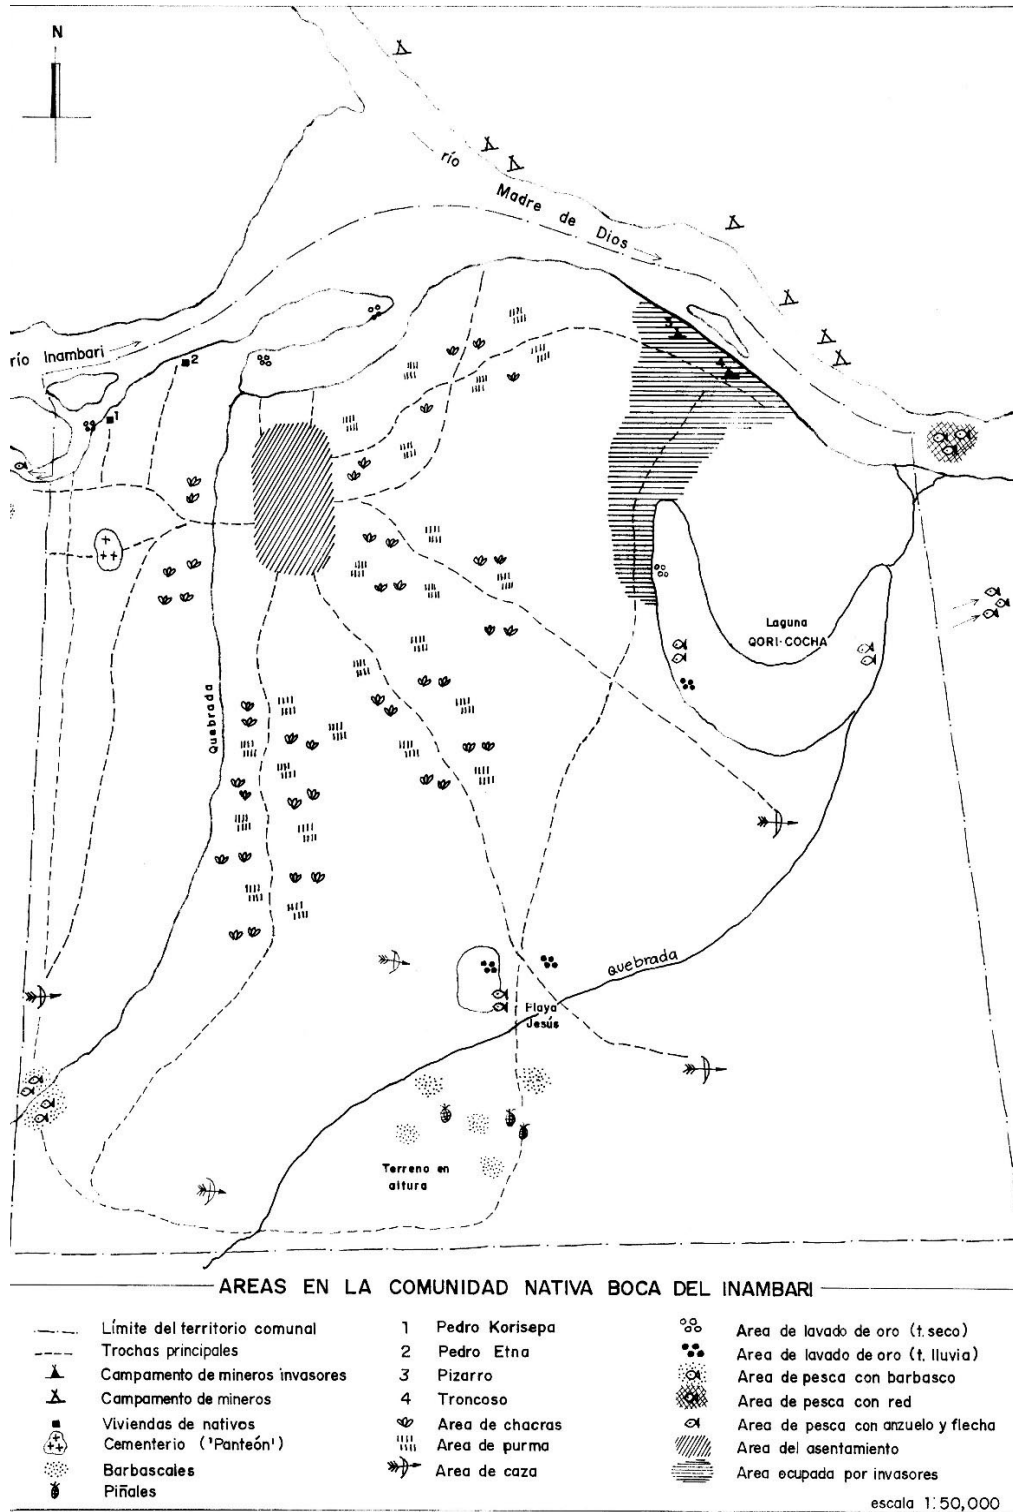 N
río
Madre de Dios
río Inambari
2
1
3
4
Laguna
QORI-COCHA
Quebrada
Quebrada
Playa
Jesús
Terreno en
altura
AREAS EN LA COMUNIDAD NATIVA BOCA DEL INAMBARI
Límite del territorio comunal
Trochas principales
Campamento de mineros invasores
Campamento de mineros
Viviendas de nativos
Cementerio ('Panteón')
Barbascales
Piñales
1 Pedro Korisepa
2 Pedro Etna
3 Pizarro
4 Troncoso
Area de chacras
Area de purma
Area de caza
Area de lavado de oro (t. seco)
Area de lavado de oro (t. lluvia)
Area de pesca con barbasco
Area de pesca con red
Area de pesca con anzuelo y flecha
Area del asentamiento
Area ocupada por invasores
escala 1:50,000